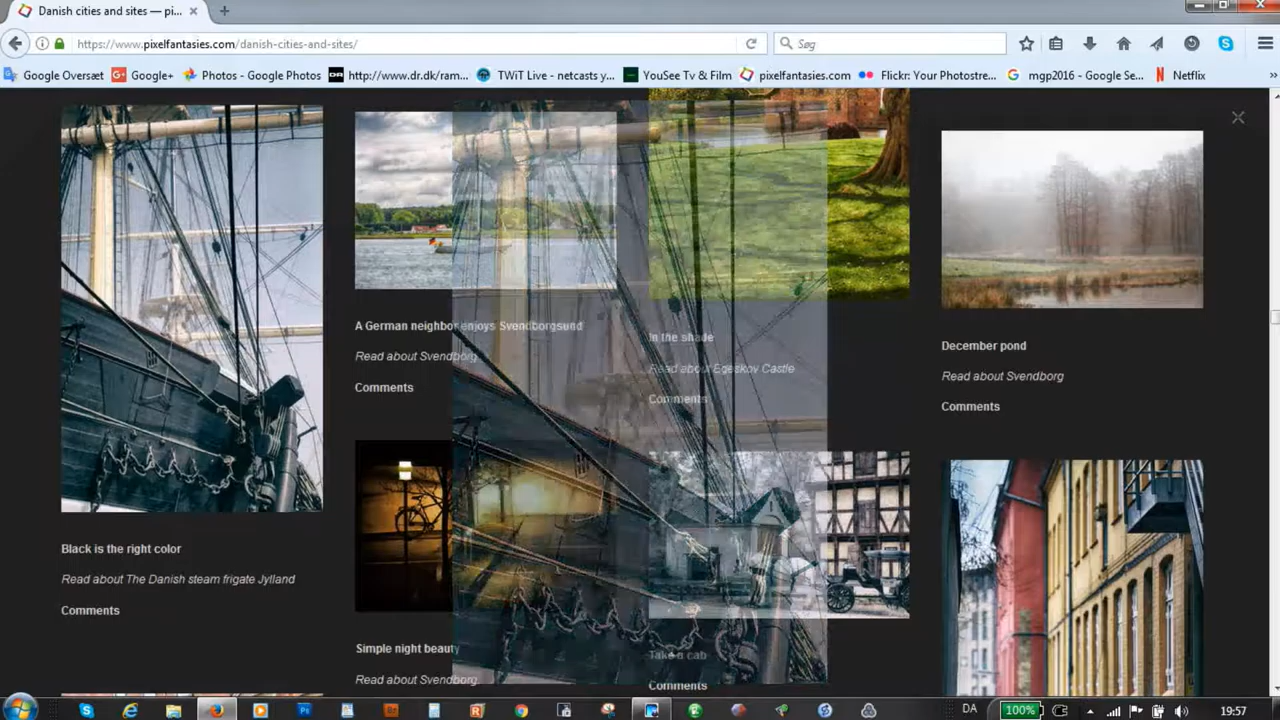 Danish cities and sites — pi...
https://www.pixelfantasies.com/danish-cities-and-sites/
Søg
Google Oversæt
Google+
Photos - Google Photos
http://www.dr.dk/ram...
TWiT Live - netcasts y...
YouSee Tv & Film
pixelfantasies.com
Flickr: Your Photostre...
mgp2016 - Google Se...
Netflix
»
A German neighbor enjoys Svendborgsund
Read about Svendborg
Comments
In the shade
Read about Egeskov Castle
Comments
December pond
Read about Svendborg
Comments
Black is the right color
Read about The Danish steam frigate Jylland
Comments
Simple night beauty
Read about Svendborg
Take a cab
Comments
DA
100%
19:57